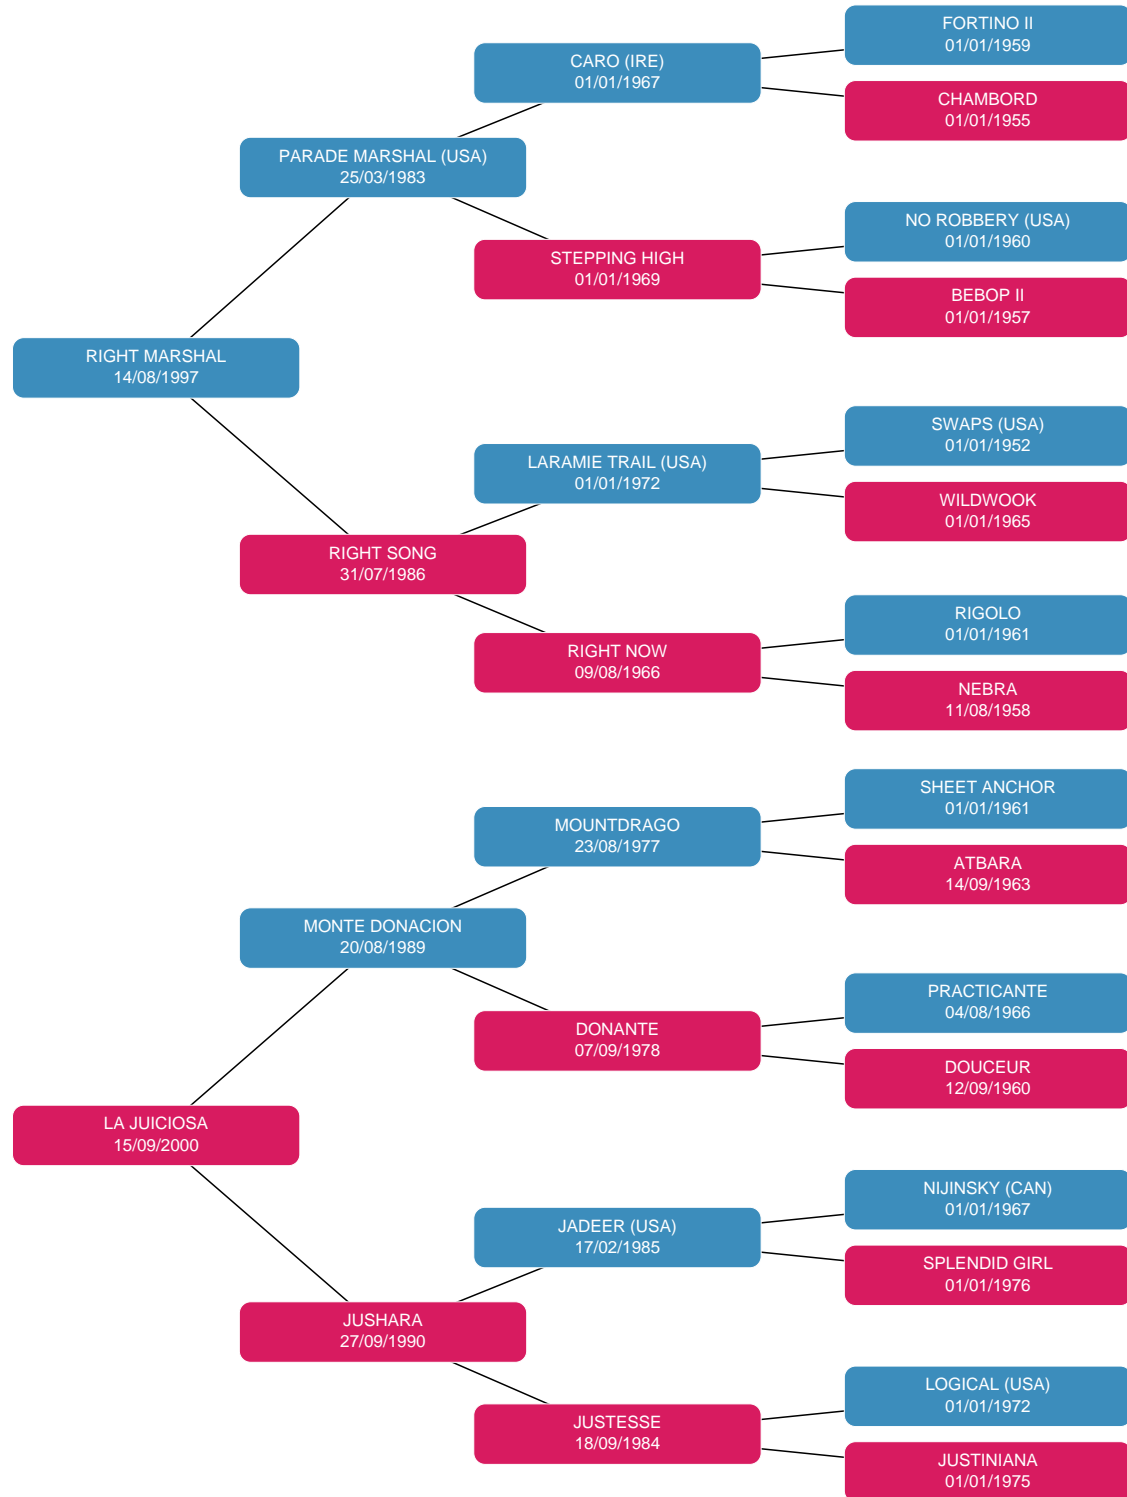 FORTINO II
01/01/1959
CARO (IRE)
01/01/1967
CHAMBORD
01/01/1955
PARADE MARSHAL (USA)
25/03/1983
NO ROBBERY (USA)
01/01/1960
STEPPING HIGH
01/01/1969
BEBOP II
01/01/1957
RIGHT MARSHAL
14/08/1997
SWAPS (USA)
01/01/1952
LARAMIE TRAIL (USA)
01/01/1972
WILDWOOK
01/01/1965
RIGHT SONG
31/07/1986
RIGOLO
01/01/1961
RIGHT NOW
09/08/1966
NEBRA
11/08/1958
SHEET ANCHOR
01/01/1961
MOUNTDRAGO
23/08/1977
ATBARA
14/09/1963
MONTE DONACION
20/08/1989
PRACTICANTE
04/08/1966
DONANTE
07/09/1978
DOUCEUR
12/09/1960
LA JUICIOSA
15/09/2000
NIJINSKY (CAN)
01/01/1967
JADEER (USA)
17/02/1985
SPLENDID GIRL
01/01/1976
JUSHARA
27/09/1990
LOGICAL (USA)
01/01/1972
JUSTESSE
18/09/1984
JUSTINIANA
01/01/1975